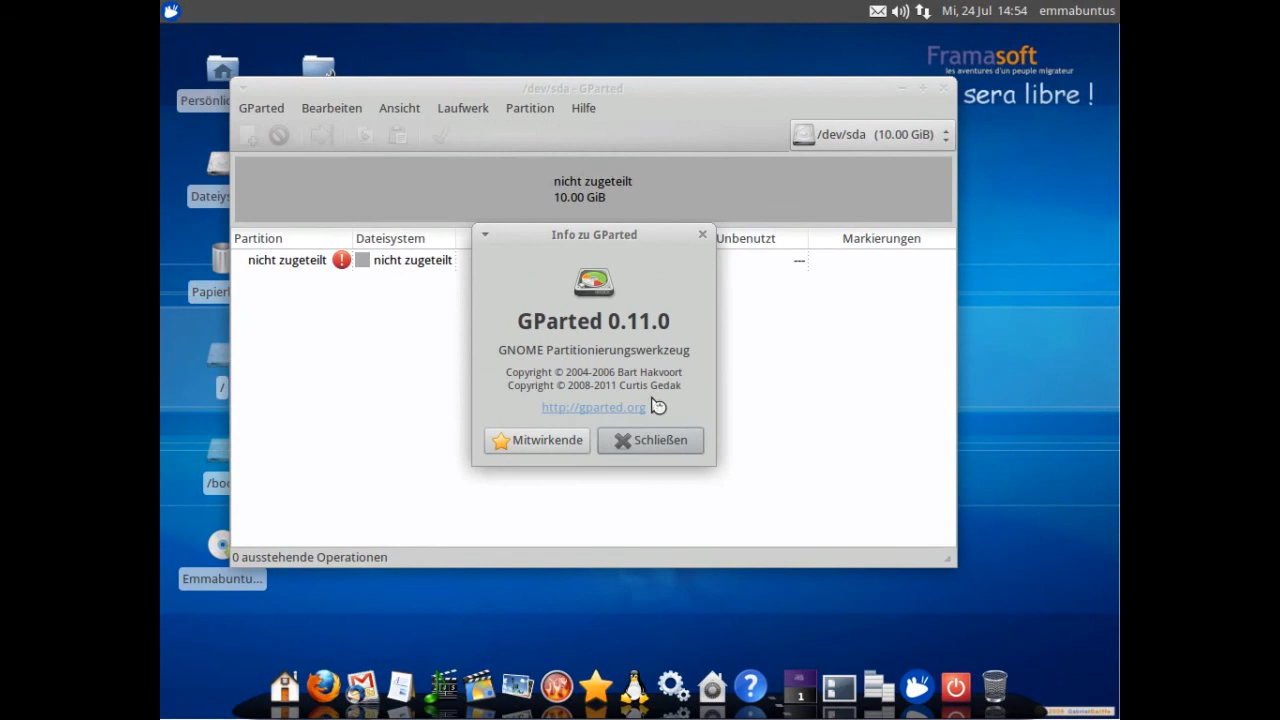 Mi, 24 Jul 14:54 emmabuntus
Framasoft
les aventures d'un peuple migrateur
sera libre !
/dev/sda - GParted
GParted Bearbeiten Ansicht Laufwerk Partition Hilfe
/dev/sda (10.00 GiB)
nicht zugeteilt
10.00 GiB
Partition Dateisystem Unbenutzt Markierungen
nicht zugeteilt nicht zugeteilt ---
Info zu GParted
GParted 0.11.0
GNOME Partitionierungswerkzeug
Copyright © 2004-2006 Bart Hakvoort
Copyright © 2008-2011 Curtis Gedak
http://gparted.org
Mitwirkende Schließen
0 ausstehende Operationen
Persönlic
Dateisys
Papierl
/
/boo
Emmabuntu...
1